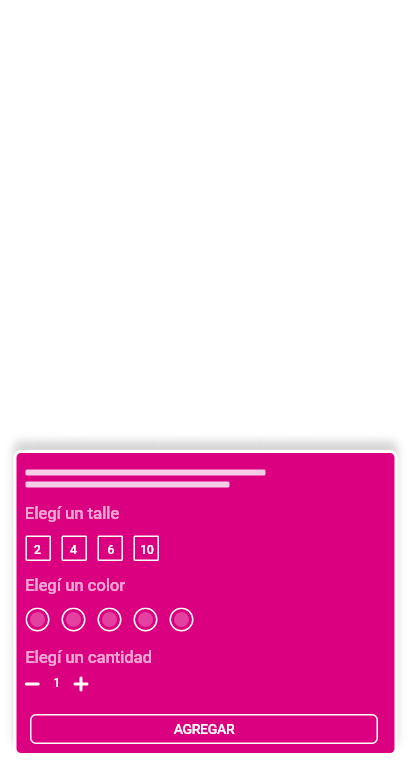 Elegí un talle
2 4 6 10
Elegí un color
Elegí un cantidad
1
AGREGAR